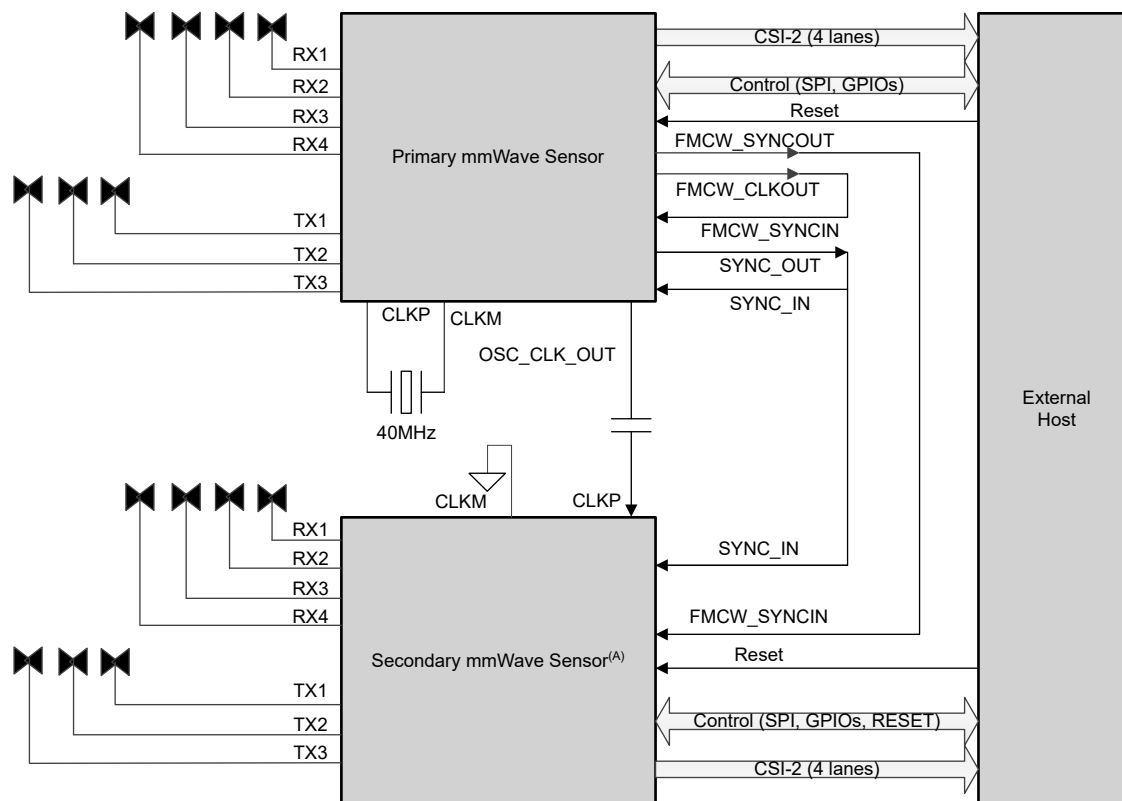 CSI-2 (4 lanes)
RX1
Control (SPI, GPIOs)
RX2
Reset
RX3
FMCW_SYNCOUT
RX4
Primary mmWave Sensor
FMCW_CLKOUT
TX1
FMCW_SYNCIN
TX2
SYNC_OUT
TX3
SYNC_IN
CLKP
CLKM
OSC_CLK_OUT
External
Host
40MHz
CLKM
CLKP
RX1
SYNC_IN
RX2
RX3
RX4
FMCW_SYNCIN
Secondary mmWave Sensor(A)
Reset
TX1
Control (SPI, GPIOs, RESET)
TX2
TX3
CSI-2 (4 lanes)